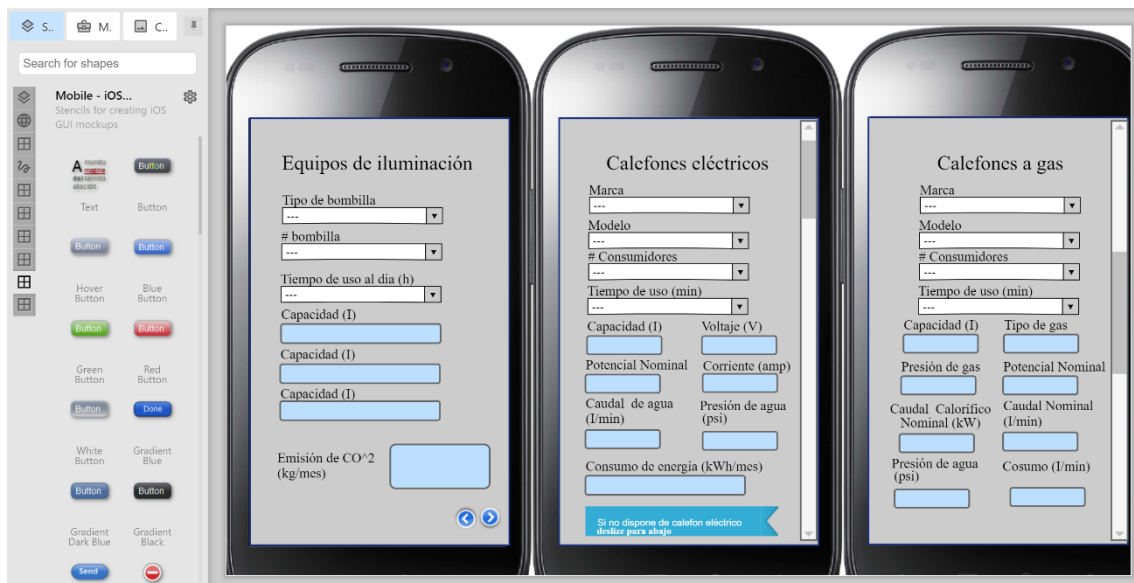 S..
M.
C..
Search for shapes
Mobile - iOS...
Stencils for creating iOS
GUI mockups
A
Button
Text
Button
Button
Button
Hover
Button
Blue
Button
Button
Button
Green
Button
Red
Button
Button
Done
White
Button
Gradient
Blue
Button
Button
Gradient
Dark Blue
Gradient
Black
Send
Equipos de iluminación
Tipo de bombilla
---
# bombilla
---
Tiempo de uso al dia (h)
---
Capacidad (I)
Capacidad (I)
Capacidad (I)
Emisión de CO^2
(kg/mes)
Calefones eléctricos
Marca
---
Modelo
---
# Consumidores
---
Tiempo de uso (min)
---
Capacidad (I)
Voltaje (V)
Potencial Nominal
Corriente (amp)
Caudal de agua
(I/min)
Presión de agua
(psi)
Consumo de energía (kWh/mes)
Si no dispone de calefon eléctrico
deslize para abajo
Calefones a gas
Marca
---
Modelo
---
# Consumidores
---
Tiempo de uso (min)
---
Capacidad (I)
Tipo de gas
Presión de gas
Potencial Nominal
Caudal Calorífico
Nominal (kW)
Caudal Nominal
(I/min)
Presión de agua
(psi)
Cosumo (I/min)